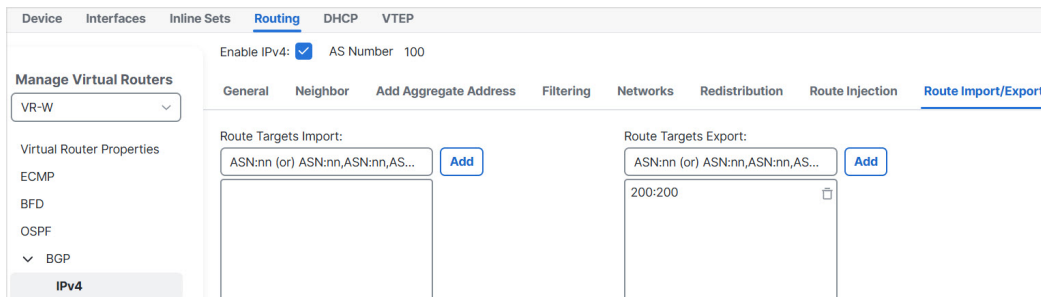 Device Interfaces Inline Sets Routing DHCP VTEP
Enable IPv4: AS Number 100
Manage Virtual Routers
VR-W
General Neighbor Add Aggregate Address Filtering Networks Redistribution Route Injection Route Import/Export
Virtual Router Properties
ECMP
BFD
OSPF
BGP
IPv4
Route Targets Import:
ASN:nn (or) ASN:nn,ASN:nn,AS... Add
Route Targets Export:
ASN:nn (or) ASN:nn,ASN:nn,AS... Add
200:200